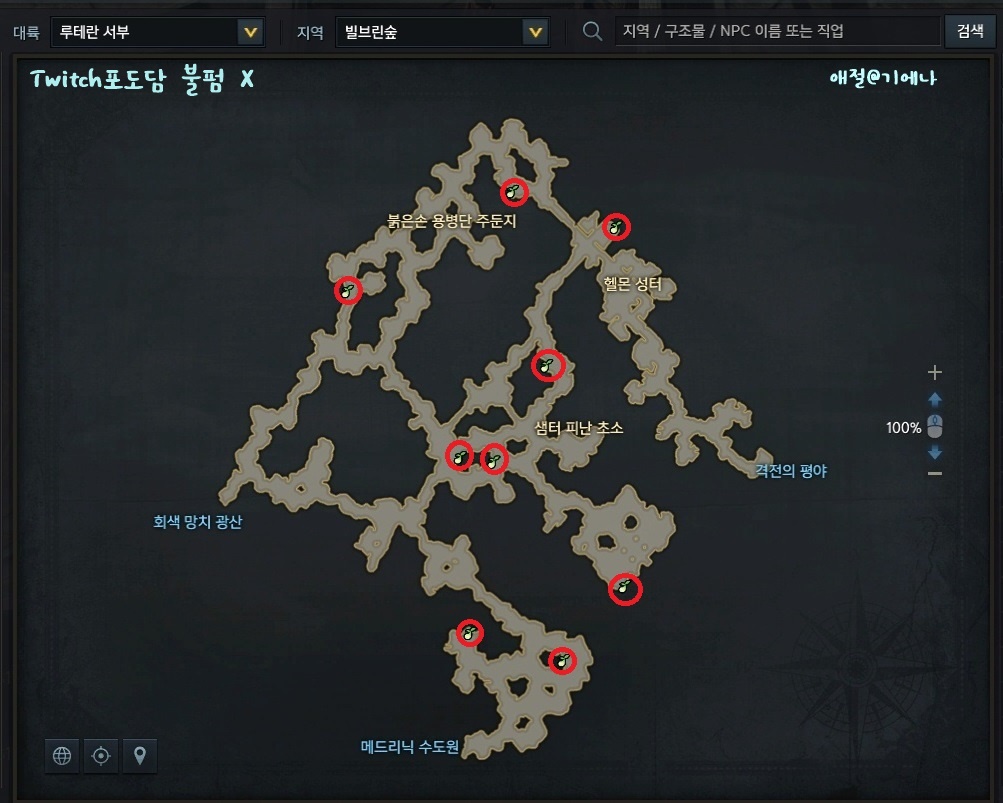 대륙 루테란 서부 지역 빌브린숲 지역 / 구조물 / NPC 이름 또는 직업 검색
Twitch포도담 불펌 X 애절@기에나
붉은손 용병단 주둔지
헬몬 성터
샘터 피난 초소
100%
격전의 평야
회색 망치 광산
메드리닉 수도원